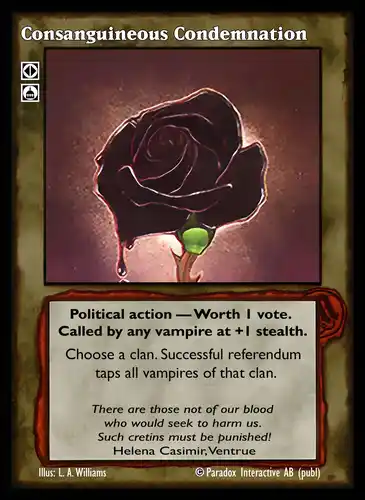 Consanguineous Condemnation
Political action — Worth 1 vote.
Called by any vampire at +1 stealth.
Choose a clan. Successful referendum
taps all vampires of that clan.
There are those not of our blood
who would seek to harm us.
Such cretins must be punished!
Helena Casimir, Ventrue
Illus: L. A. Williams
© Paradox Interactive AB (publ)